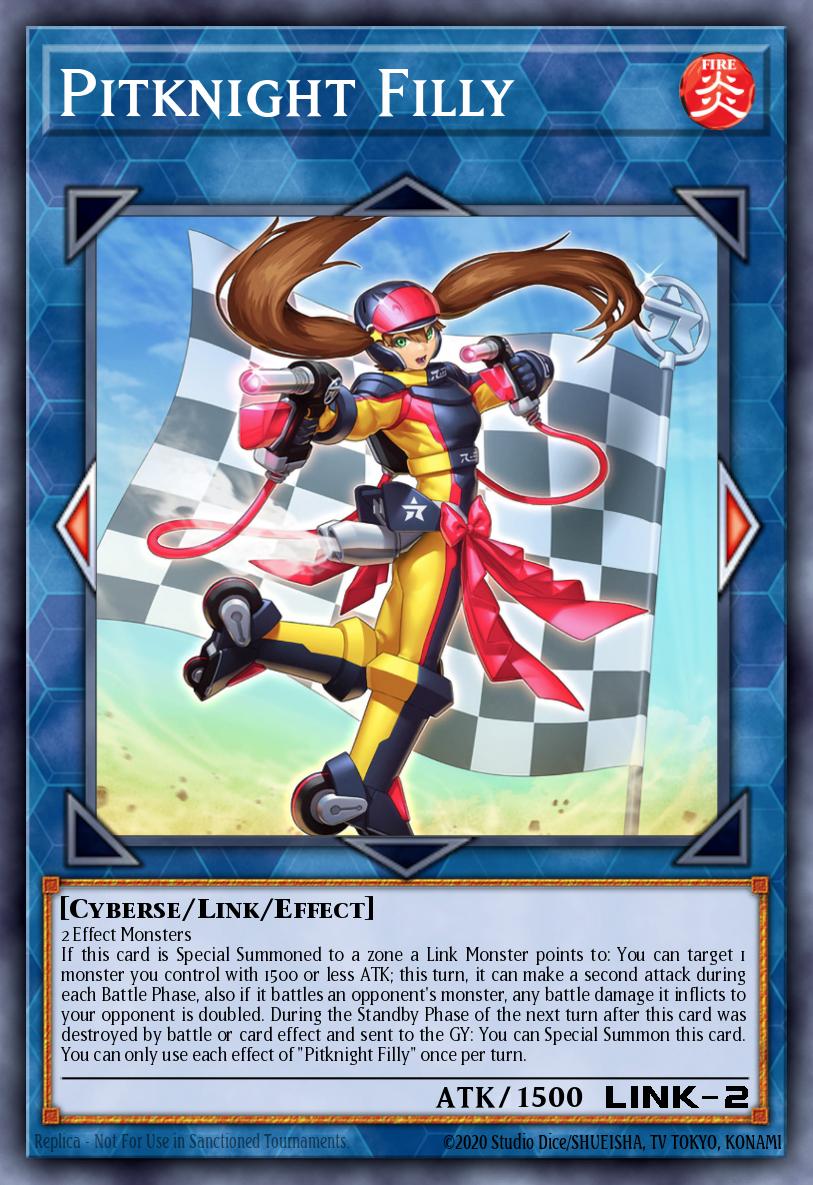 Pitknight Filly
FIRE
炎
[Cyberse/Link/Effect]
2 Effect Monsters
If this card is Special Summoned to a zone a Link Monster points to: You can target 1
monster you control with 1500 or less ATK; this turn, it can make a second attack during
each Battle Phase, also if it battles an opponent's monster, any battle damage it inflicts to
your opponent is doubled. During the Standby Phase of the next turn after this card was
destroyed by battle or card effect and sent to the GY: You can Special Summon this card.
You can only use each effect of "Pitknight Filly" once per turn.
ATK/1500 LINK-2
Replica - Not For Use in Sanctioned Tournaments. ©2020 Studio Dice/SHUEISHA, TV TOKYO, KONAMI